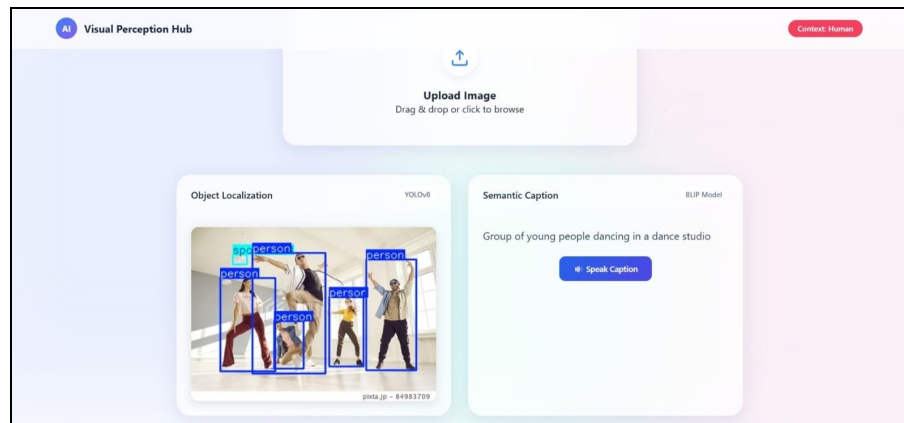 AI Visual Perception Hub
Context: Human
Upload Image
Drag & drop or click to browse
Object Localization
YOLOv8
Semantic Caption
BLIP Model
Group of young people dancing in a dance studio
Speak Caption
person
person
person
person
person
pixta.jp - 84983709